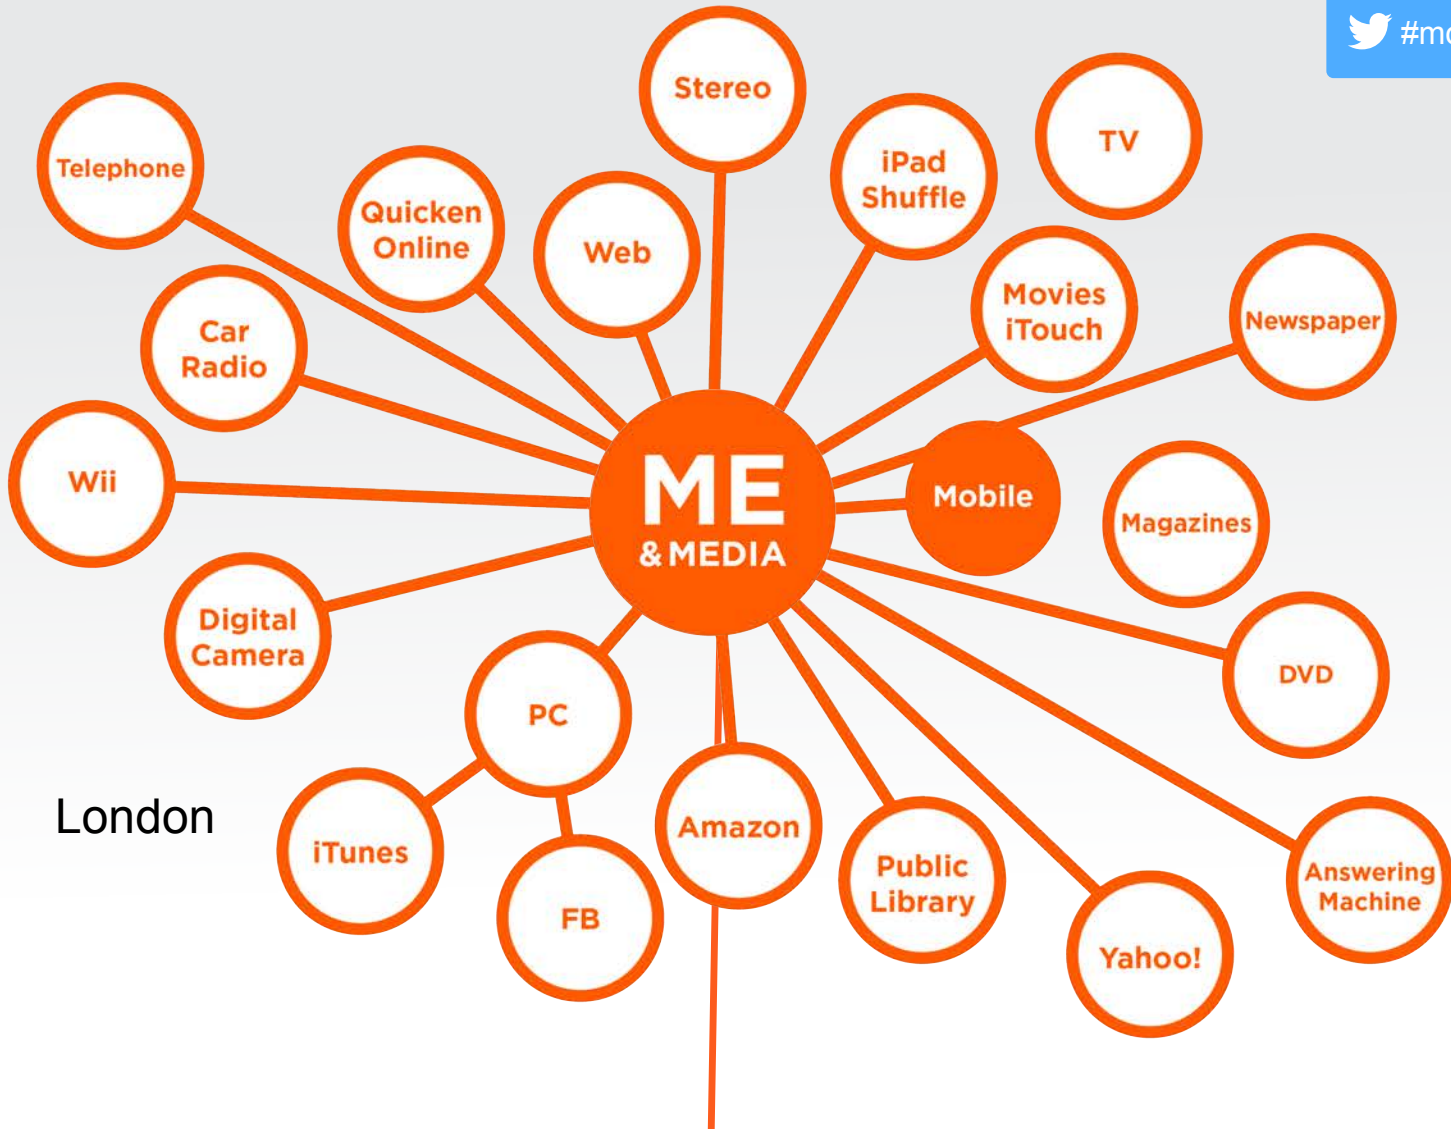 #mo
Stereo
TV
Telephone
iPad
Shuffle
Quicken
Online
Web
Movies
iTouch
Newspaper
Car
Radio
Wii
ME
& MEDIA
Mobile
Magazines
Digital
Camera
DVD
PC
London
iTunes
Amazon
Public
Library
Answering
Machine
FB
Yahoo!